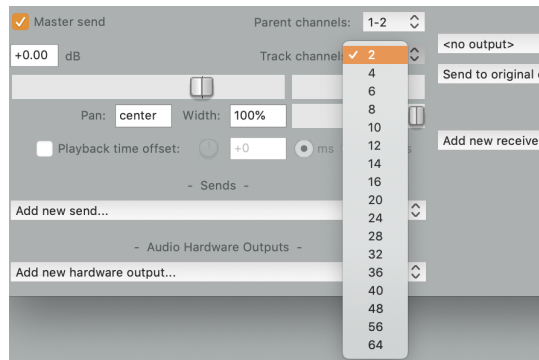 Master send
Parent channels:
1-2
+0.00
dB
Track channel
✓ 2
4
6
8
10
12
14
16
20
24
28
32
36
40
48
56
64
<no output>
Send to original
Pan:
center
Width:
100%
Add new receive
Playback time offset:
+0
ms
- Sends -
Add new send...
- Audio Hardware Outputs -
Add new hardware output...